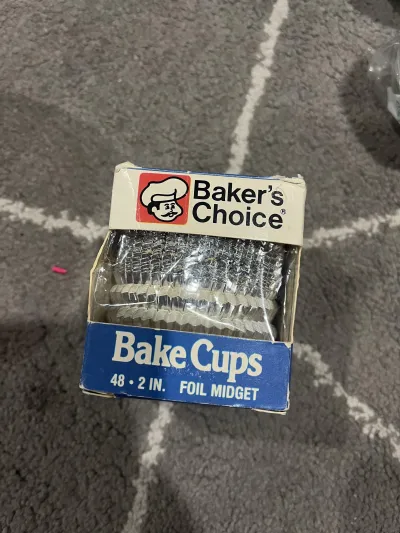 Baker's
Choice®
Bake Cups
48 • 2 IN. FOIL MIDGET